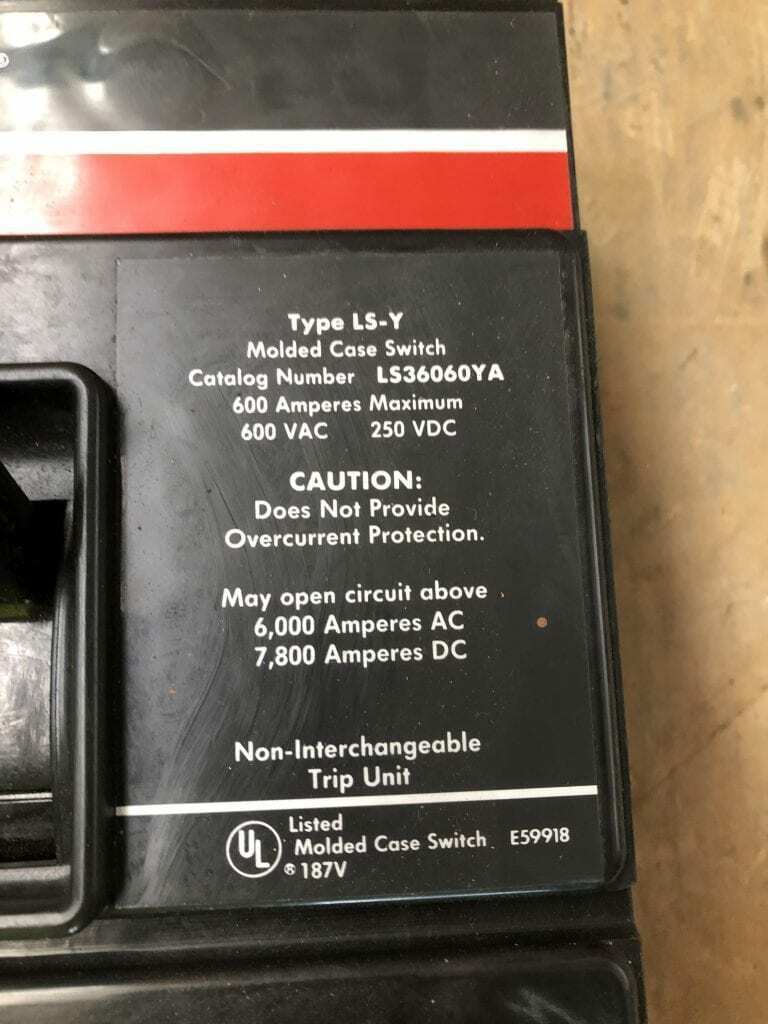 ®
Type LS-Y
Molded Case Switch
Catalog Number LS36060YA
600 Amperes Maximum
600 VAC 250 VDC
CAUTION:
Does Not Provide
Overcurrent Protection.
May open circuit above
6,000 Amperes AC
7,800 Amperes DC
Non-Interchangeable
Trip Unit
UL Listed
Molded Case Switch E59918
® 187V